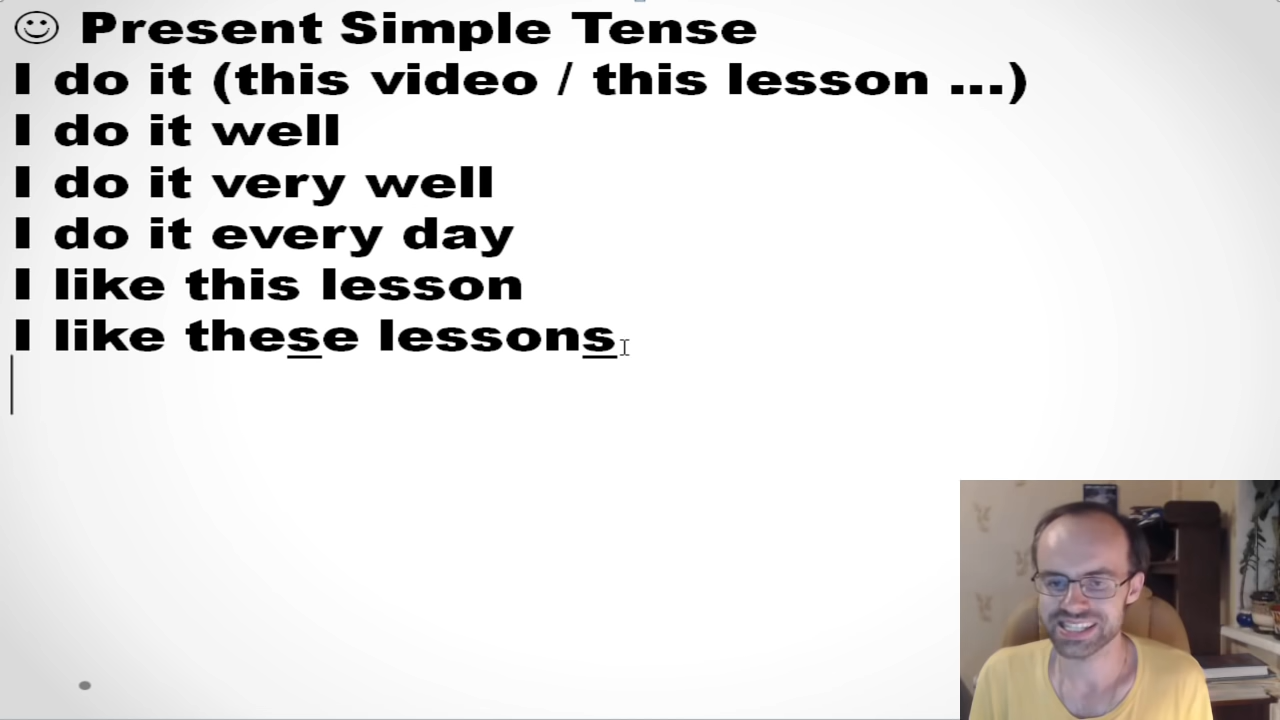 ☺ Present Simple Tense
I do it (this video / this lesson ...)
I do it well
I do it very well
I do it every day
I like this lesson
I like these lessons